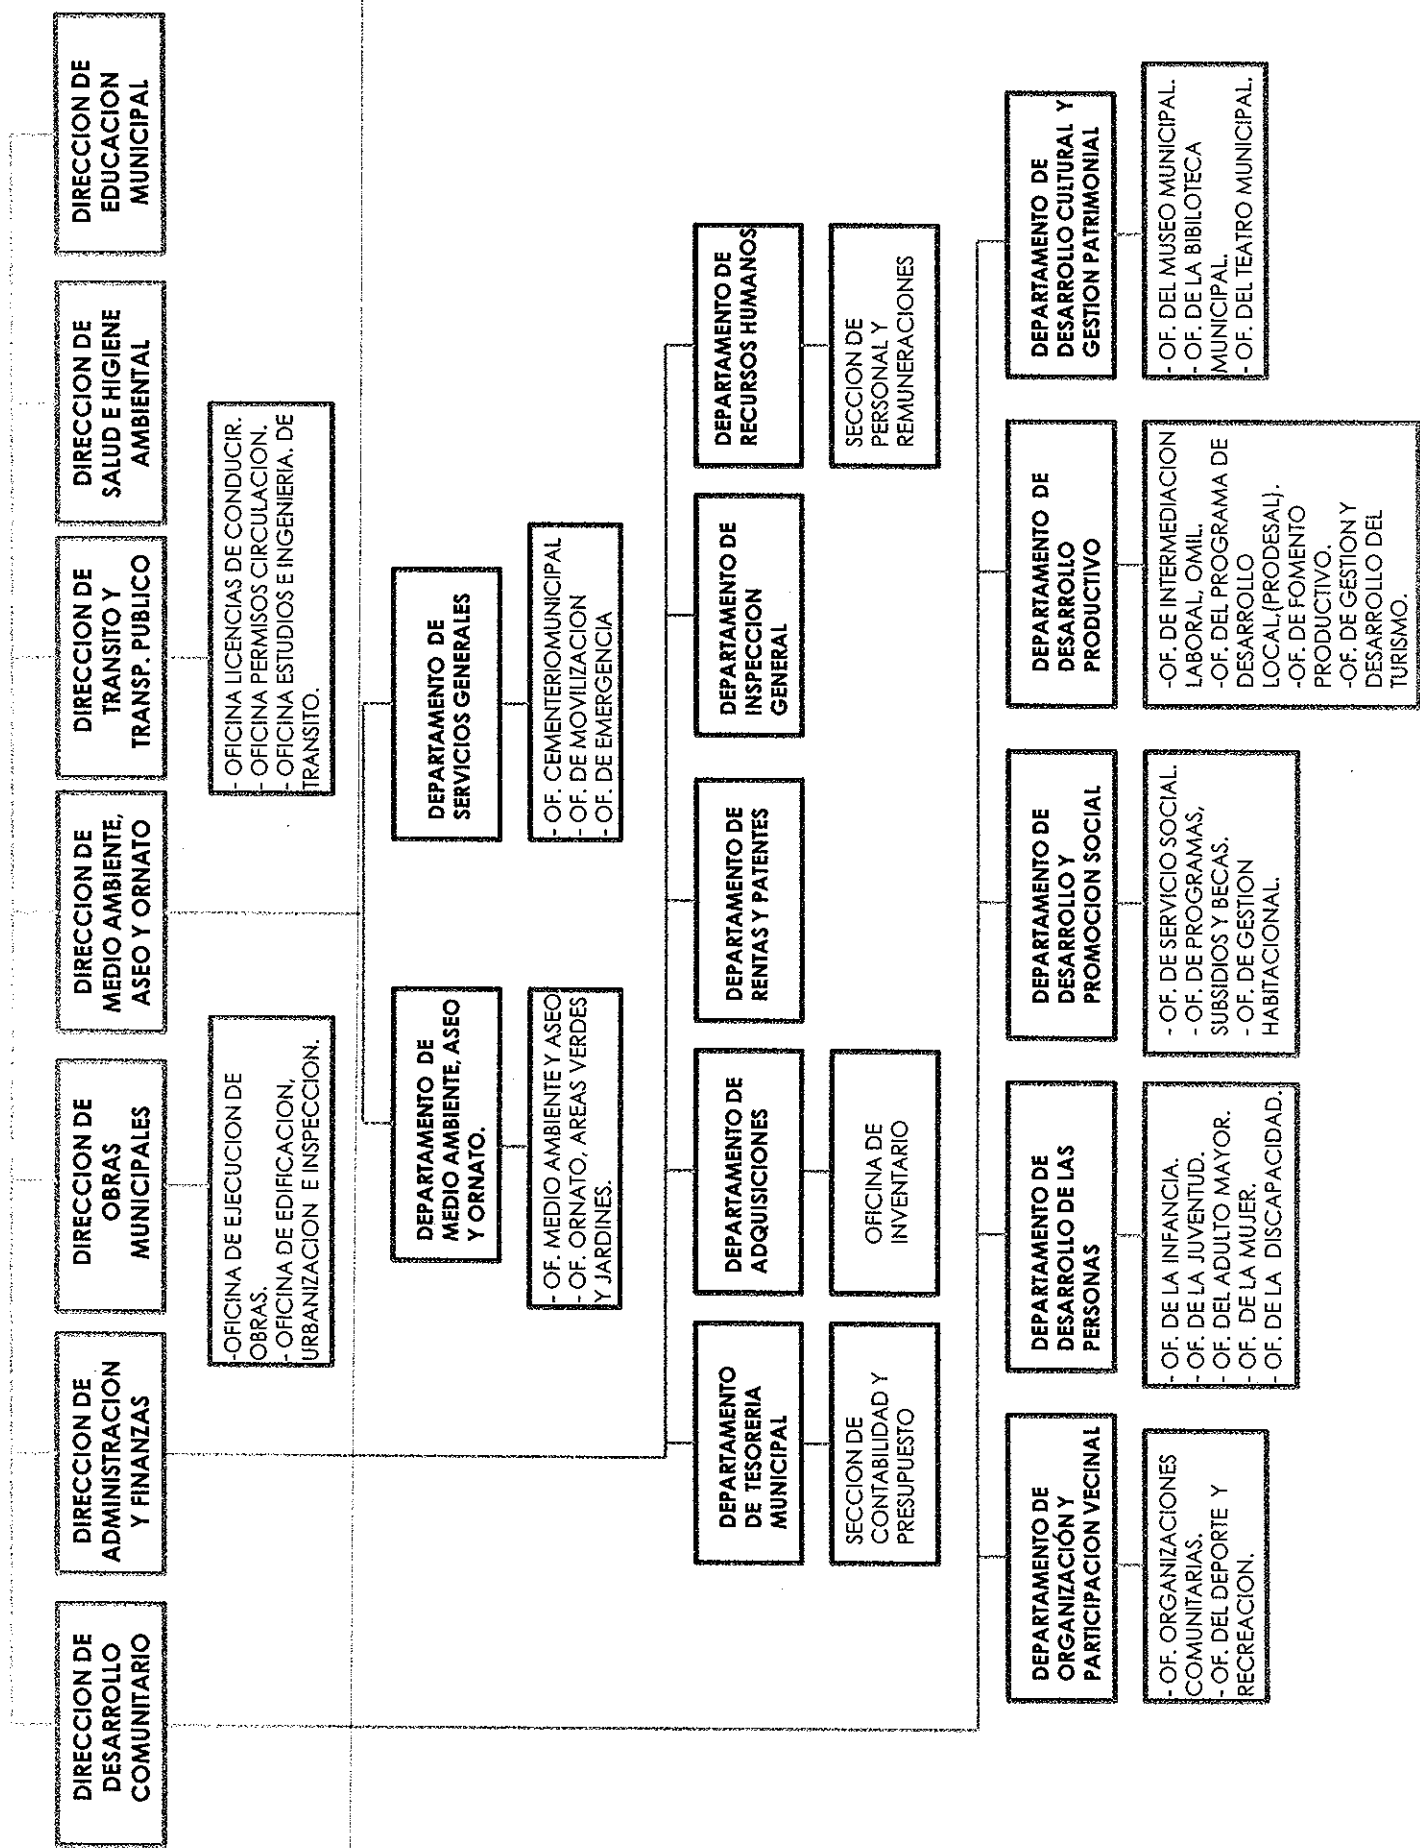 DIRECCION DE
DESARROLLO
COMUNITARIO
DIRECCION DE
ADMINISTRACION
Y FINANZAS
DIRECCION DE
OBRAS
MUNICIPALES
DIRECCION DE
MEDIO AMBIENTE,
ASEO Y ORNATO
DIRECCION DE
TRANSITO Y
TRANSP. PUBLICO
DIRECCION DE
SALUD E HIGIENE
AMBIENTAL
DIRECCION DE
EDUCACION
MUNICIPAL
-OFICINA DE EJECUCION DE
OBRAS.
- OFICINA DE EDIFICACION,
URBANIZACION E INSPECCION.
- OFICINA LICENCIAS DE CONDUCIR.
- OFICINA PERMISOS CIRCULACION.
- OFICINA ESTUDIOS E INGENIERIA. DE
TRANSITO.
DEPARTAMENTO DE
MEDIO AMBIENTE, ASEO
Y ORNATO.
DEPARTAMENTO DE
SERVICIOS GENERALES
- OF. MEDIO AMBIENTE Y ASEO
- OF. ORNATO, AREAS VERDES
Y JARDINES.
- OF. CEMENTERIOMUNICIPAL
- OF. DE MOVILIZACION
- OF. DE EMERGENCIA
DEPARTAMENTO
DE TESORERIA
MUNICIPAL
DEPARTAMENTO DE
ADQUISICIONES
DEPARTAMENTO DE
RENTAS Y PATENTES
DEPARTAMENTO DE
INSPECCION
GENERAL
DEPARTAMENTO DE
RECURSOS HUMANOS
SECCION DE
CONTABILIDAD Y
PRESUPUESTO
OFICINA DE
INVENTARIO
SECCION DE
PERSONAL Y
REMUNERACIONES
DEPARTAMENTO DE
ORGANIZACIÓN Y
PARTICIPACION VECINAL
DEPARTAMENTO DE
DESARROLLO DE LAS
PERSONAS
DEPARTAMENTO DE
DESARROLLO Y
PROMOCION SOCIAL
DEPARTAMENTO DE
DESARROLLO
PRODUCTIVO
DEPARTAMENTO DE
DESARROLLO CULTURAL Y
GESTION PATRIMONIAL
- OF. ORGANIZACIONES
COMUNITARIAS.
- OF. DEL DEPORTE Y
RECREACION.
- OF. DE LA INFANCIA.
- OF. DE LA JUVENTUD.
- OF. DEL ADULTO MAYOR.
- OF. DE LA MUJER.
- OF. DE LA DISCAPACIDAD.
- OF. DE SERVICIO SOCIAL.
- OF. DE PROGRAMAS,
SUBSIDIOS Y BECAS.
- OF. DE GESTION
HABITACIONAL.
-OF. DE INTERMEDIACION
LABORAL, OMIL.
-OF. DEL PROGRAMA DE
DESARROLLO
LOCAL,(PRODESAL).
-OF. DE FOMENTO
PRODUCTIVO.
-OF. DE GESTION Y
DESARROLLO DEL
TURISMO.
- OF. DEL MUSEO MUNICIPAL.
- OF. DE LA BIBILOTECA
MUNICIPAL.
- OF. DEL TEATRO MUNICIPAL.